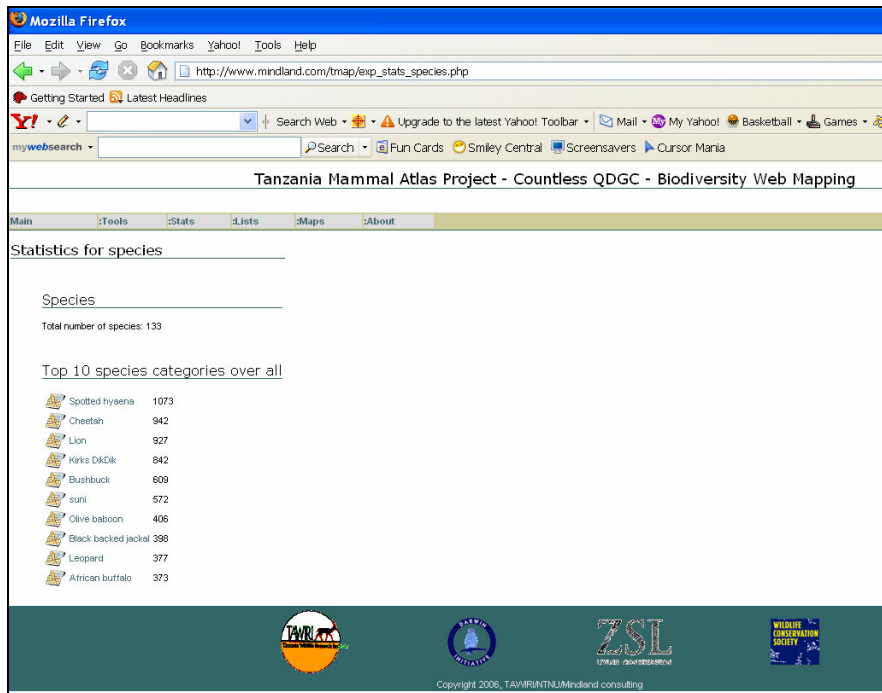 Mozilla Firefox
File Edit View Go Bookmarks Yahoo! Tools Help
http://www.mindland.com/tmap/exp_stats_species.php
Getting Started Latest Headlines
Y! Search Web Upgrade to the latest Yahoo! Toolbar Mail My Yahoo! Basketball Games
mywebsearch Search Fun Cards Smiley Central Screensavers Cursor Mania
Tanzania Mammal Atlas Project - Countless QDGC - Biodiversity Web Mapping
Main :Tools :Stats :Lists :Maps :About
Statistics for species
Species
Total number of species: 133
Top 10 species categories over all
Spotted hyaena 1073
Cheetah 942
Lion 927
Kirks DikDik 842
Bushbuck 609
suni 572
Olive baboon 406
Black backed jackal 398
Leopard 377
African buffalo 373
TAWIRI
DARWIN INITIATIVE
ZSL
LIVING CONSERVATION
WILDLIFE
CONSERVATION
SOCIETY
Copyright 2006, TAWIRI/NTNU/Mindland consulting